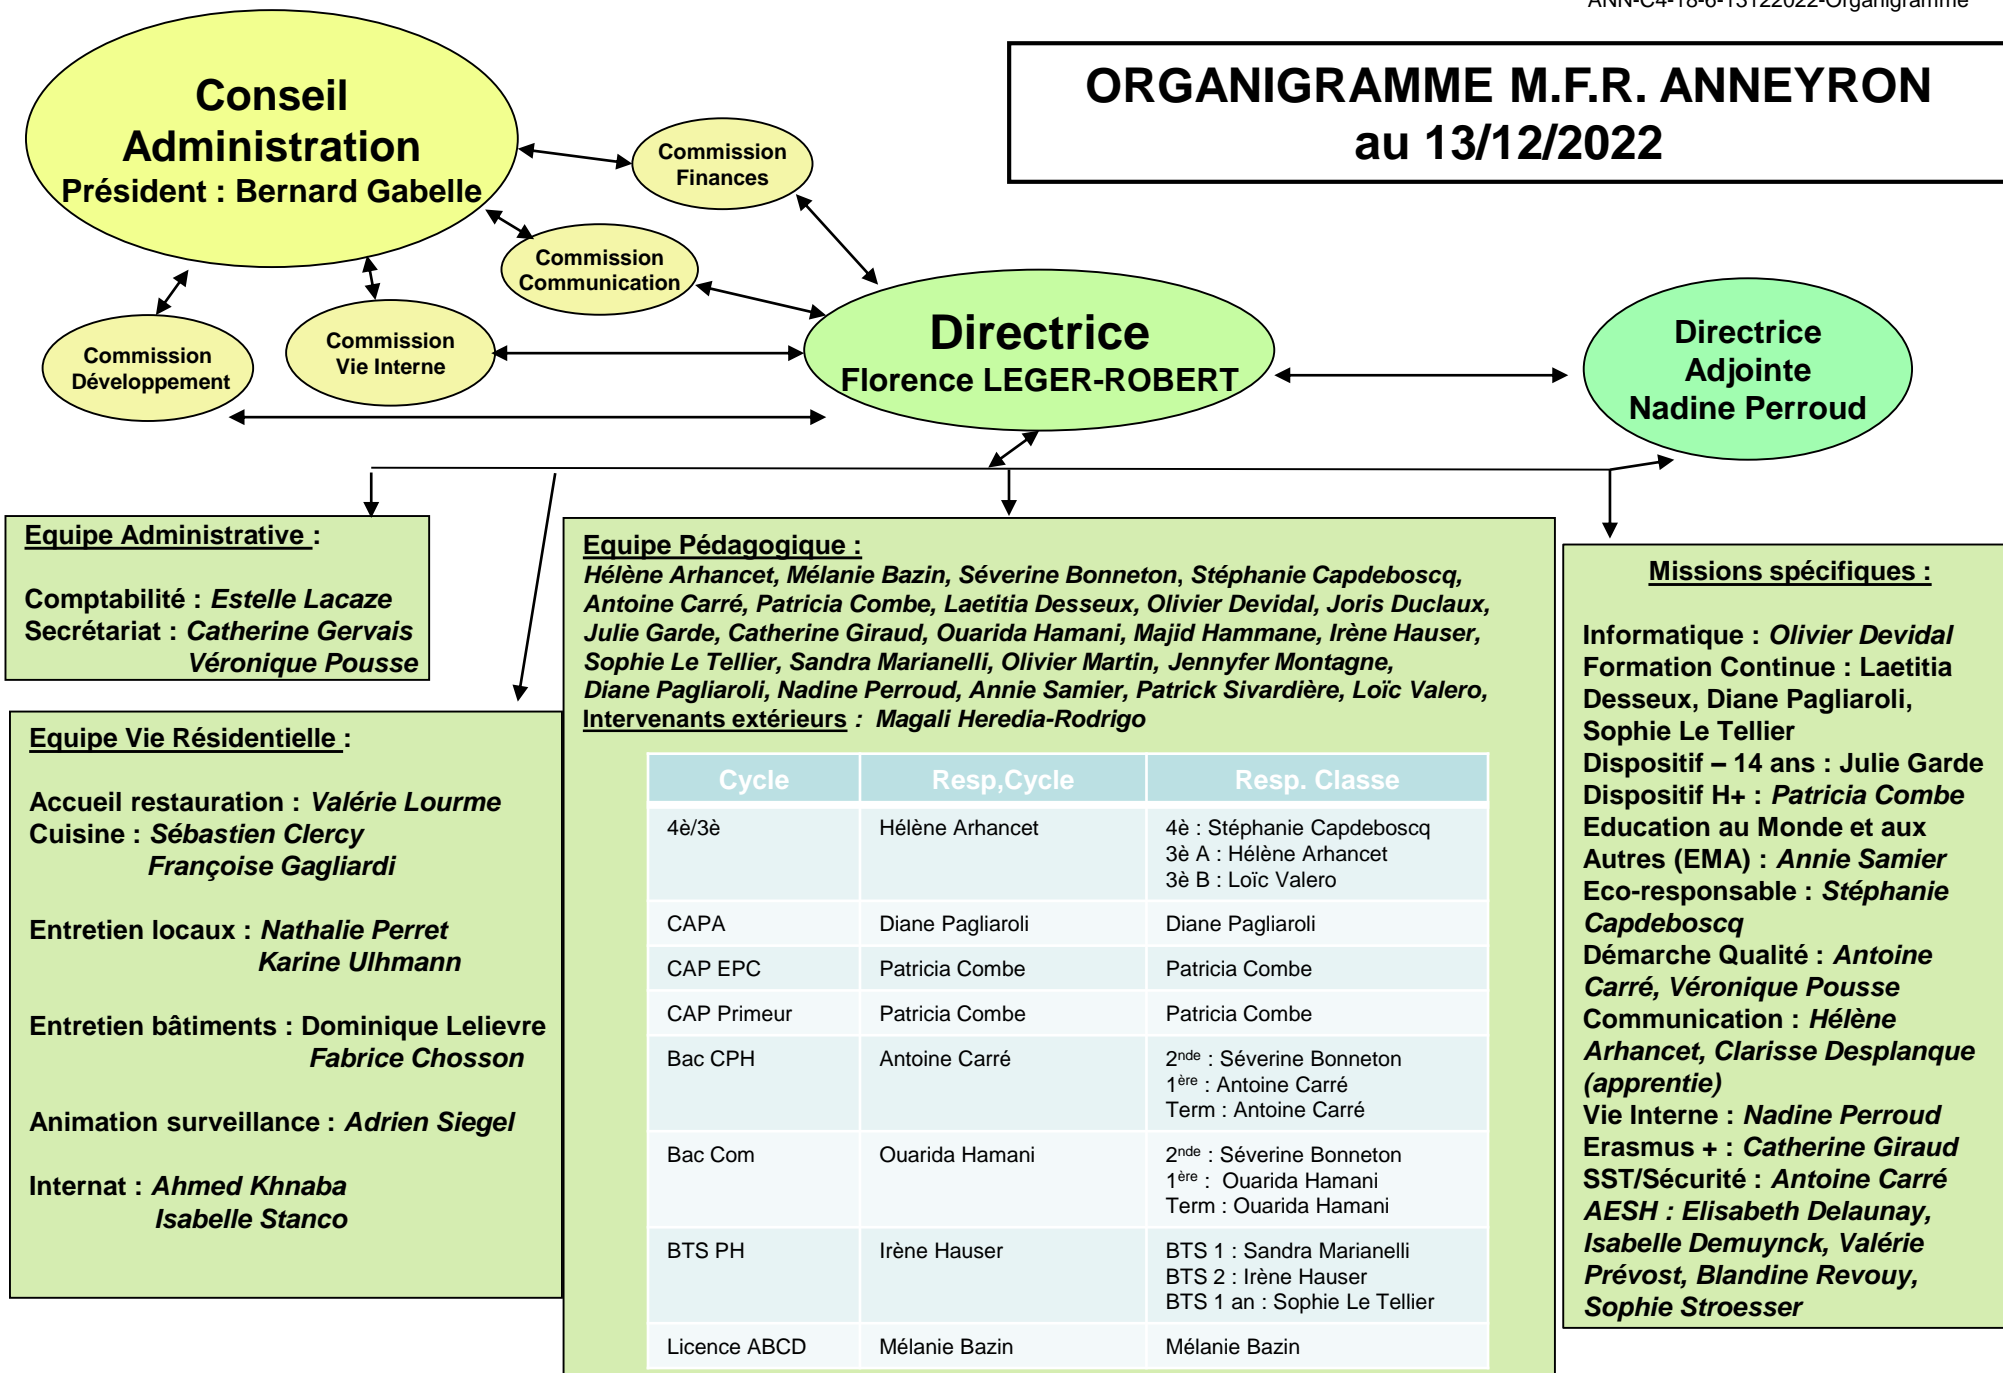 ANN-C4-18-6-13122022-Organigramme
ORGANIGRAMME M.F.R. ANNEYRON
au 13/12/2022
Conseil
Administration
Président : Bernard Gabelle
Commission
Finances
Commission
Communication
Commission
Vie Interne
Commission
Développement
Directrice
Florence LEGER-ROBERT
Directrice
Adjointe
Nadine Perroud
Equipe Administrative :
Comptabilité : Estelle Lacaze
Secrétariat : Catherine Gervais
Véronique Pousse
Equipe Vie Résidentielle :
Accueil restauration : Valérie Lourme
Cuisine : Sébastien Clercy
Françoise Gagliardi
Entretien locaux : Nathalie Perret
Karine Ulhmann
Entretien bâtiments : Dominique Lelievre
Fabrice Chosson
Animation surveillance : Adrien Siegel
Internat : Ahmed Khnaba
Isabelle Stanco
Equipe Pédagogique :
Hélène Arhancet, Mélanie Bazin, Séverine Bonneton, Stéphanie Capdeboscq,
Antoine Carré, Patricia Combe, Laetitia Desseux, Olivier Devidal, Joris Duclaux,
Julie Garde, Catherine Giraud, Ouarida Hamani, Majid Hammane, Irène Hauser,
Sophie Le Tellier, Sandra Marianelli, Olivier Martin, Jennyfer Montagne,
Diane Pagliaroli, Nadine Perroud, Annie Samier, Patrick Sivardière, Loïc Valero,
Intervenants extérieurs : Magali Heredia-Rodrigo
Cycle Resp,Cycle Resp. Classe
4è/3è Hélène Arhancet 4è : Stéphanie Capdeboscq
3è A : Hélène Arhancet
3è B : Loïc Valero
CAPA Diane Pagliaroli Diane Pagliaroli
CAP EPC Patricia Combe Patricia Combe
CAP Primeur Patricia Combe Patricia Combe
Bac CPH Antoine Carré 2nde : Séverine Bonneton
1ère : Antoine Carré
Term : Antoine Carré
Bac Com Ouarida Hamani 2nde : Séverine Bonneton
1ère : Ouarida Hamani
Term : Ouarida Hamani
BTS PH Irène Hauser BTS 1 : Sandra Marianelli
BTS 2 : Irène Hauser
BTS 1 an : Sophie Le Tellier
Licence ABCD Mélanie Bazin Mélanie Bazin
Missions spécifiques :
Informatique : Olivier Devidal
Formation Continue : Laetitia
Desseux, Diane Pagliaroli,
Sophie Le Tellier
Dispositif – 14 ans : Julie Garde
Dispositif H+ : Patricia Combe
Education au Monde et aux
Autres (EMA) : Annie Samier
Eco-responsable : Stéphanie
Capdeboscq
Démarche Qualité : Antoine
Carré, Véronique Pousse
Communication : Hélène
Arhancet, Clarisse Desplanque
(apprentie)
Vie Interne : Nadine Perroud
Erasmus + : Catherine Giraud
SST/Sécurité : Antoine Carré
AESH : Elisabeth Delaunay,
Isabelle Demuynck, Valérie
Prévost, Blandine Revouy,
Sophie Stroesser